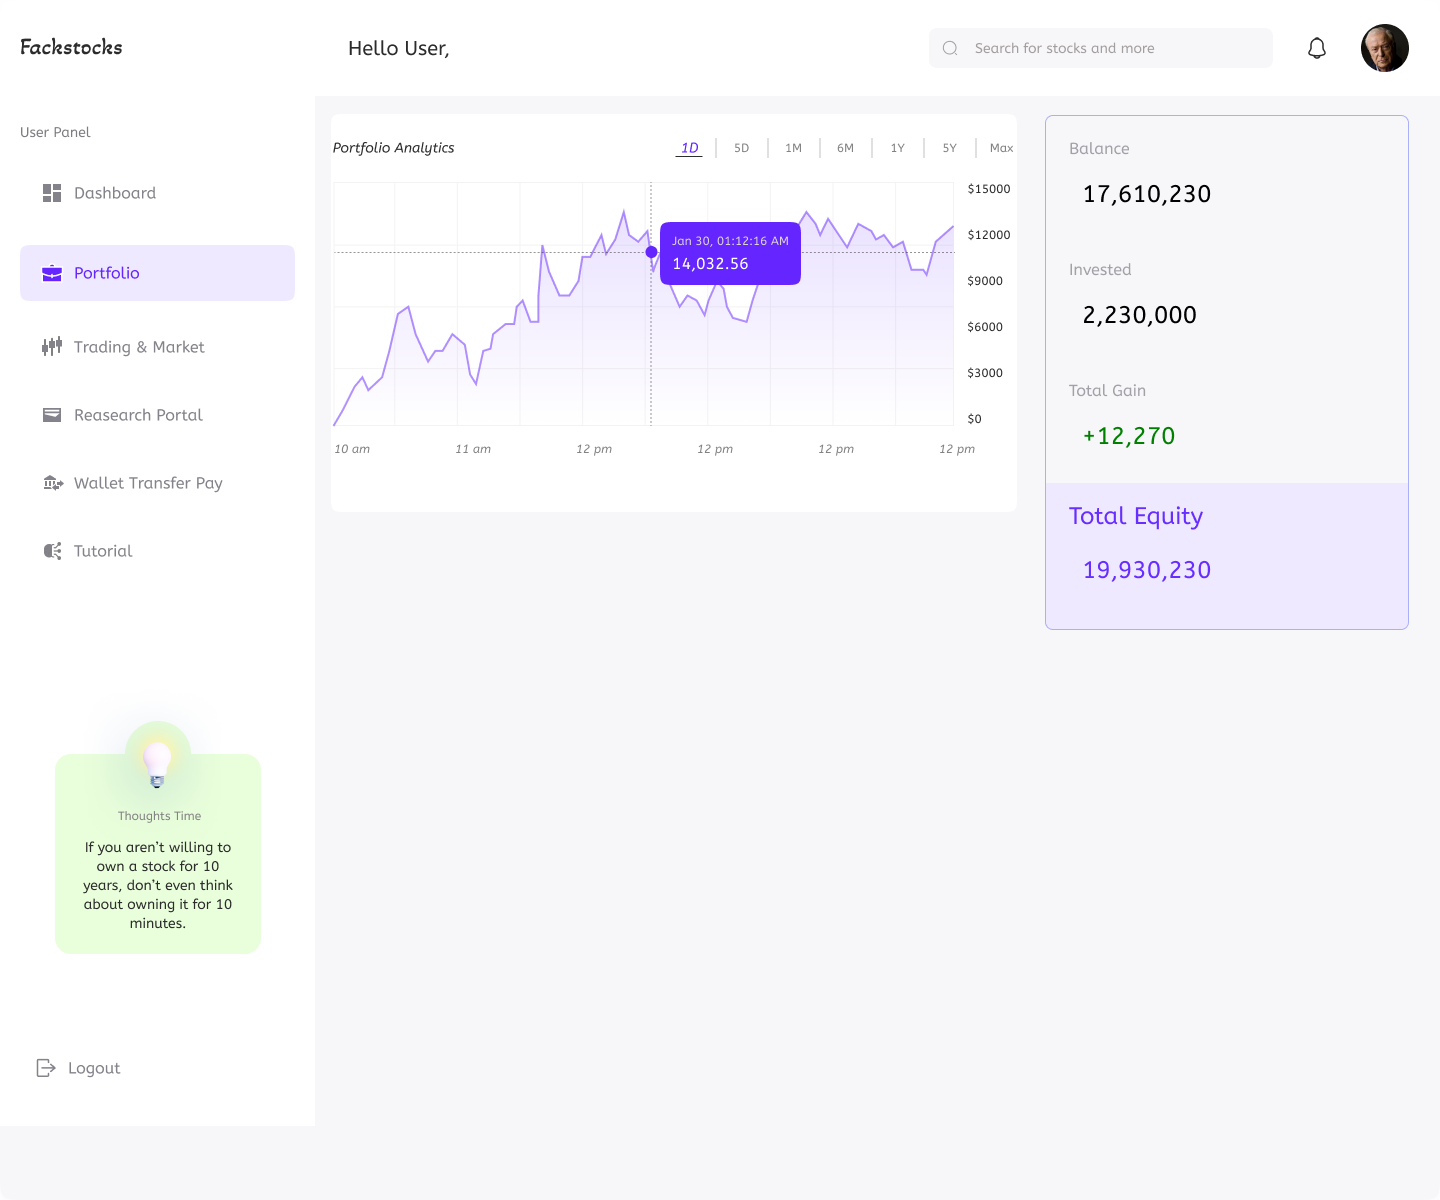 Fackstocks
Hello User,
Search for stocks and more
User Panel
Dashboard
Portfolio
Trading & Market
Reasearch Portal
Wallet Transfer Pay
Tutorial
Thoughts Time
If you aren’t willing to
own a stock for 10
years, don’t even think
about owning it for 10
minutes.
Logout
Portfolio Analytics
1D
5D
1M
6M
1Y
5Y
Max
$15000
$12000
$9000
$6000
$3000
$0
Jan 30, 01:12:16 AM
14,032.56
10 am
11 am
12 pm
12 pm
12 pm
12 pm
Balance
17,610,230
Invested
2,230,000
Total Gain
+12,270
Total Equity
19,930,230